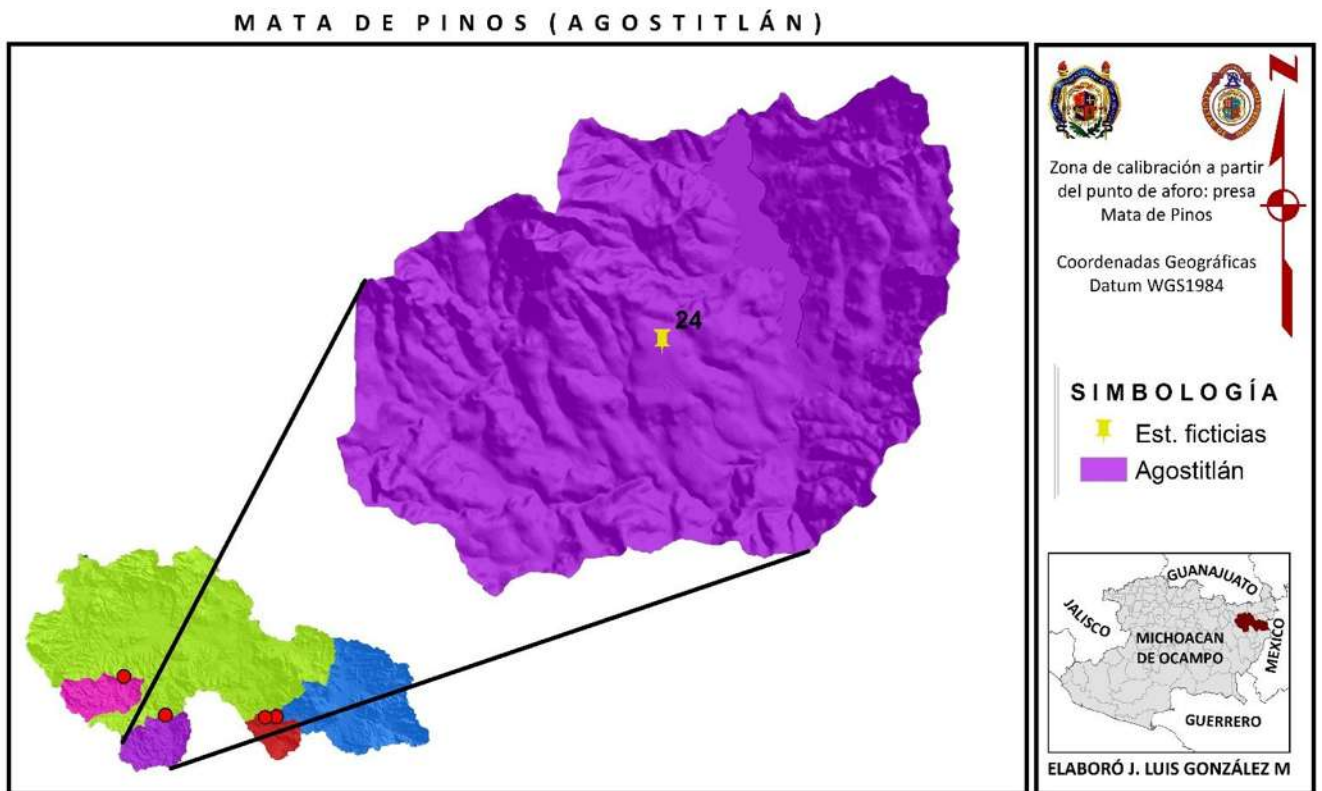 MATA DE PINOS (AGOSTITLÁN)
24
Zona de calibración a partir
del punto de aforo: presa
Mata de Pinos
Coordenadas Geográficas
Datum WGS1984
SIMBOLOGÍA
Est. ficticias
Agostitlán
GUANAJUATO
JALISCO
MICHOACAN
DE OCAMPO
MEXICO
GUERRERO
ELABORÓ J. LUIS GONZÁLEZ M